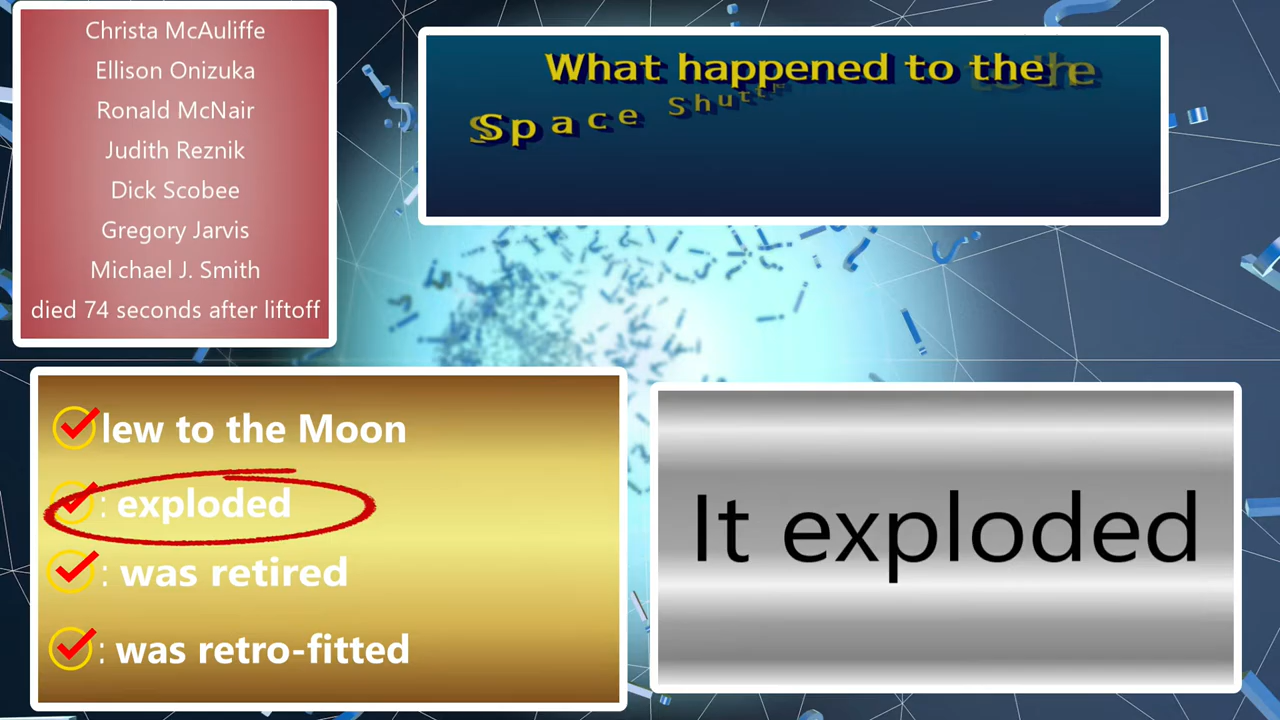 Christa McAuliffe
Ellison Onizuka
Ronald McNair
Judith Reznik
Dick Scobee
Gregory Jarvis
Michael J. Smith
died 74 seconds after liftoff
What happened to the
Space
lew to the Moon
: exploded
: was retired
: was retro-fitted
It exploded